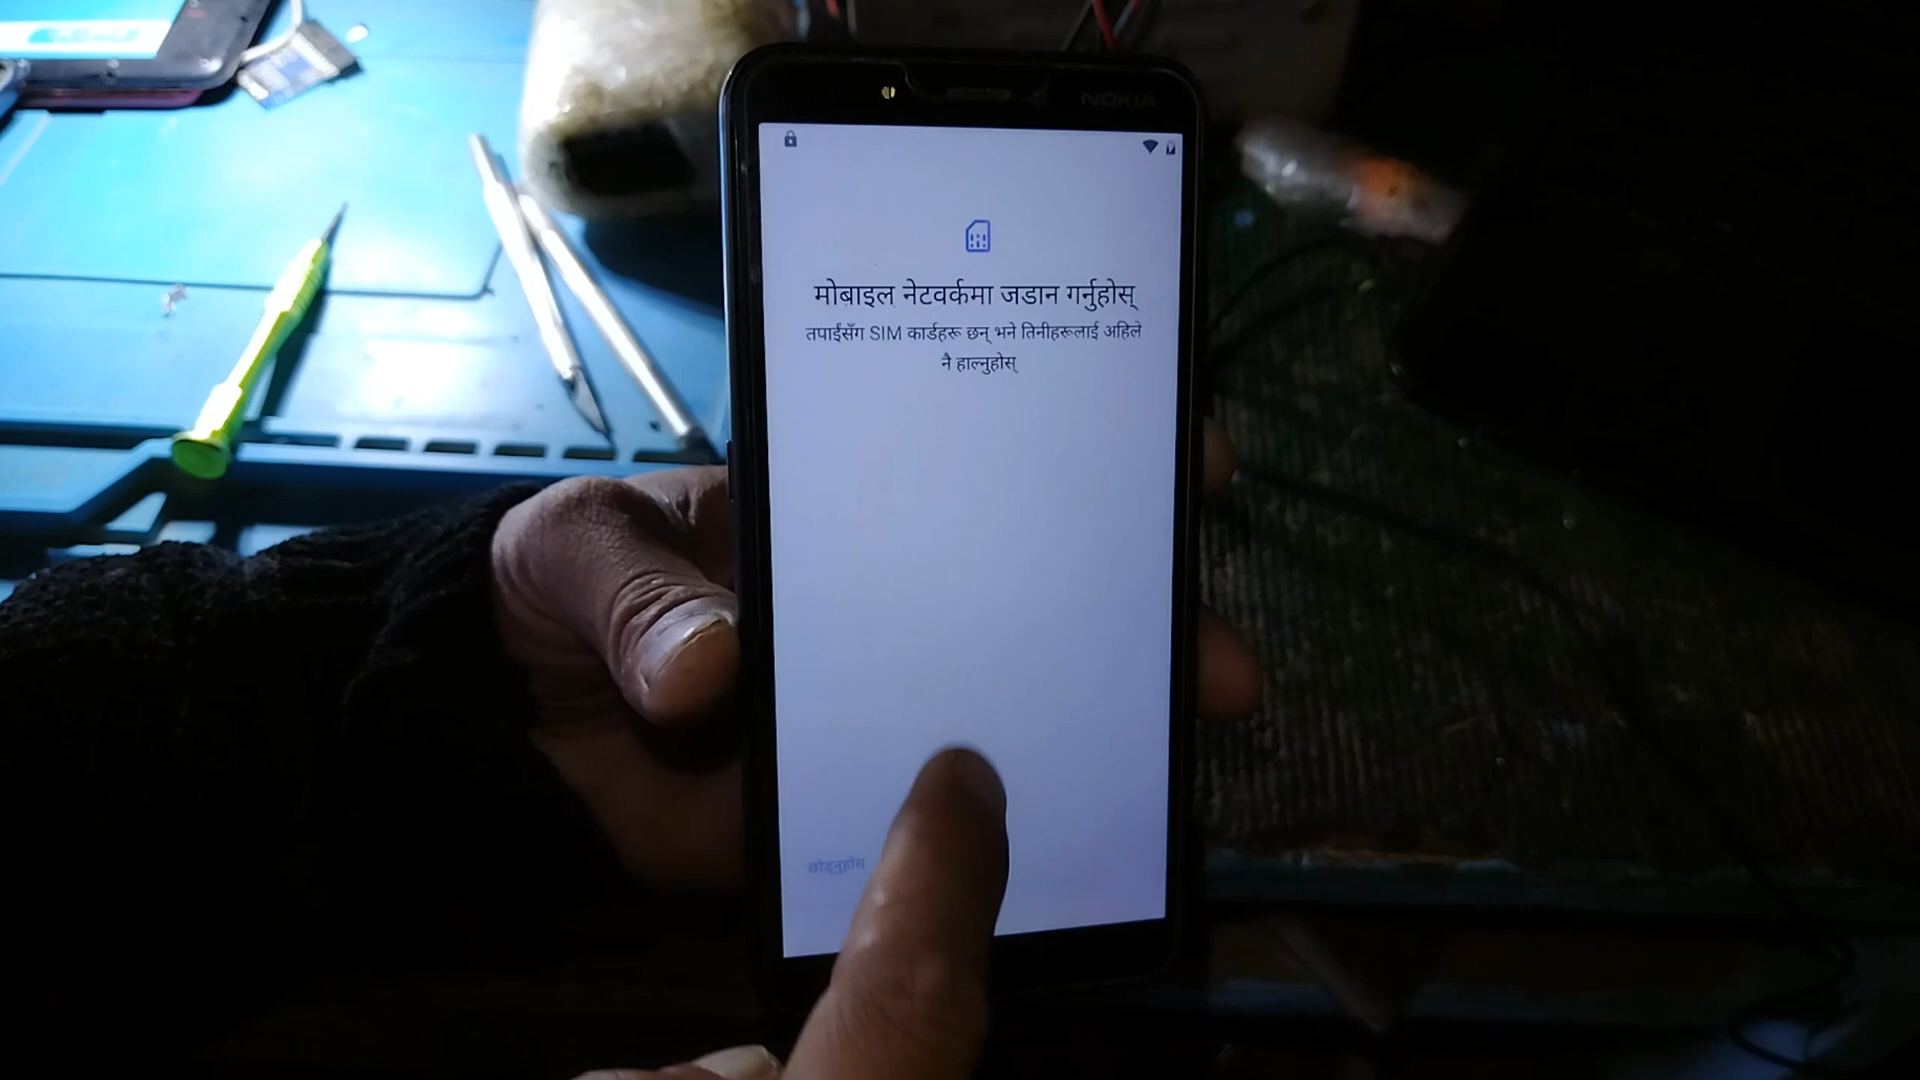 NOKIA
मोबाइल नेटवर्कमा जडान गर्नुहोस्
तपाईंसँग SIM कार्डहरू छन् भने तिनीहरूलाई अहिले
नै हाल्नुहोस्
छोड्नुहोस्